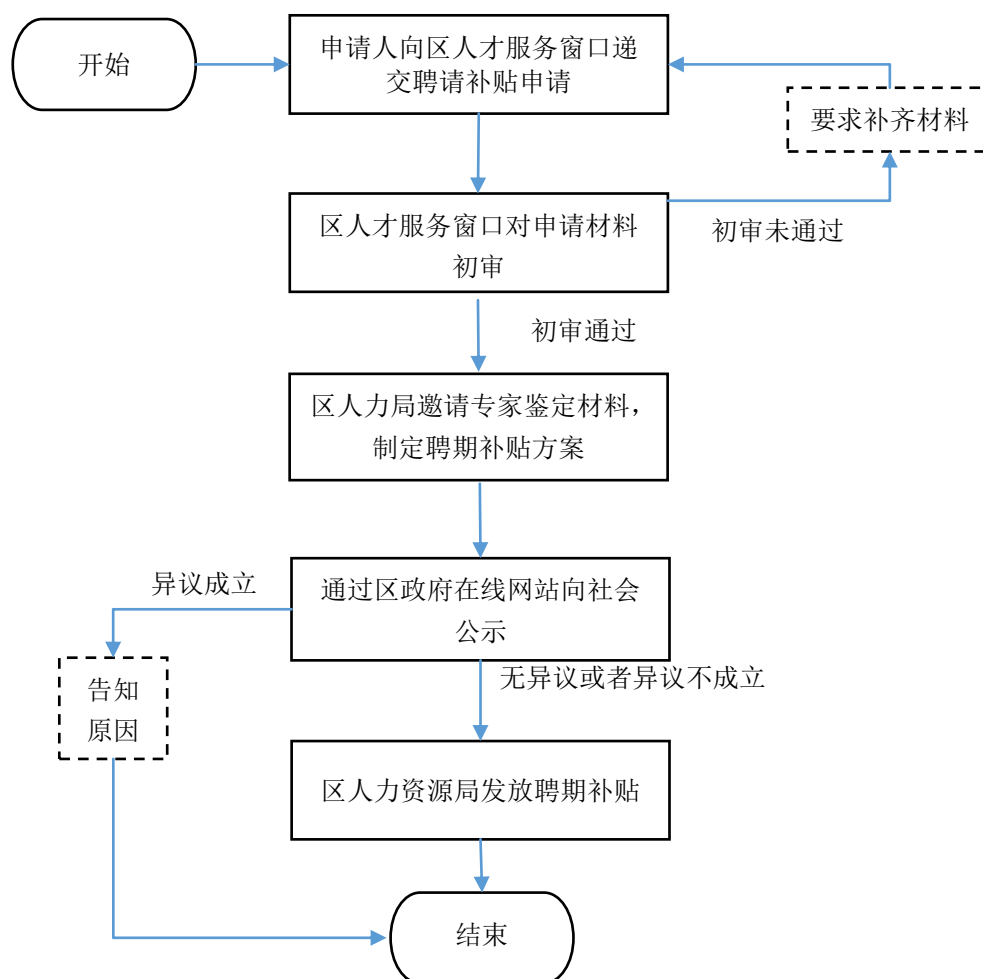 开始
申请人向区人才服务窗口递
交聘请补贴申请
要求补齐材料
区人才服务窗口对申请材料
初审
初审未通过
初审通过
区人力局邀请专家鉴定材料，
制定聘期补贴方案
异议成立
通过区政府在线网站向社会
公示
告知
原因
无异议或者异议不成立
区人力资源局发放聘期补贴
结束